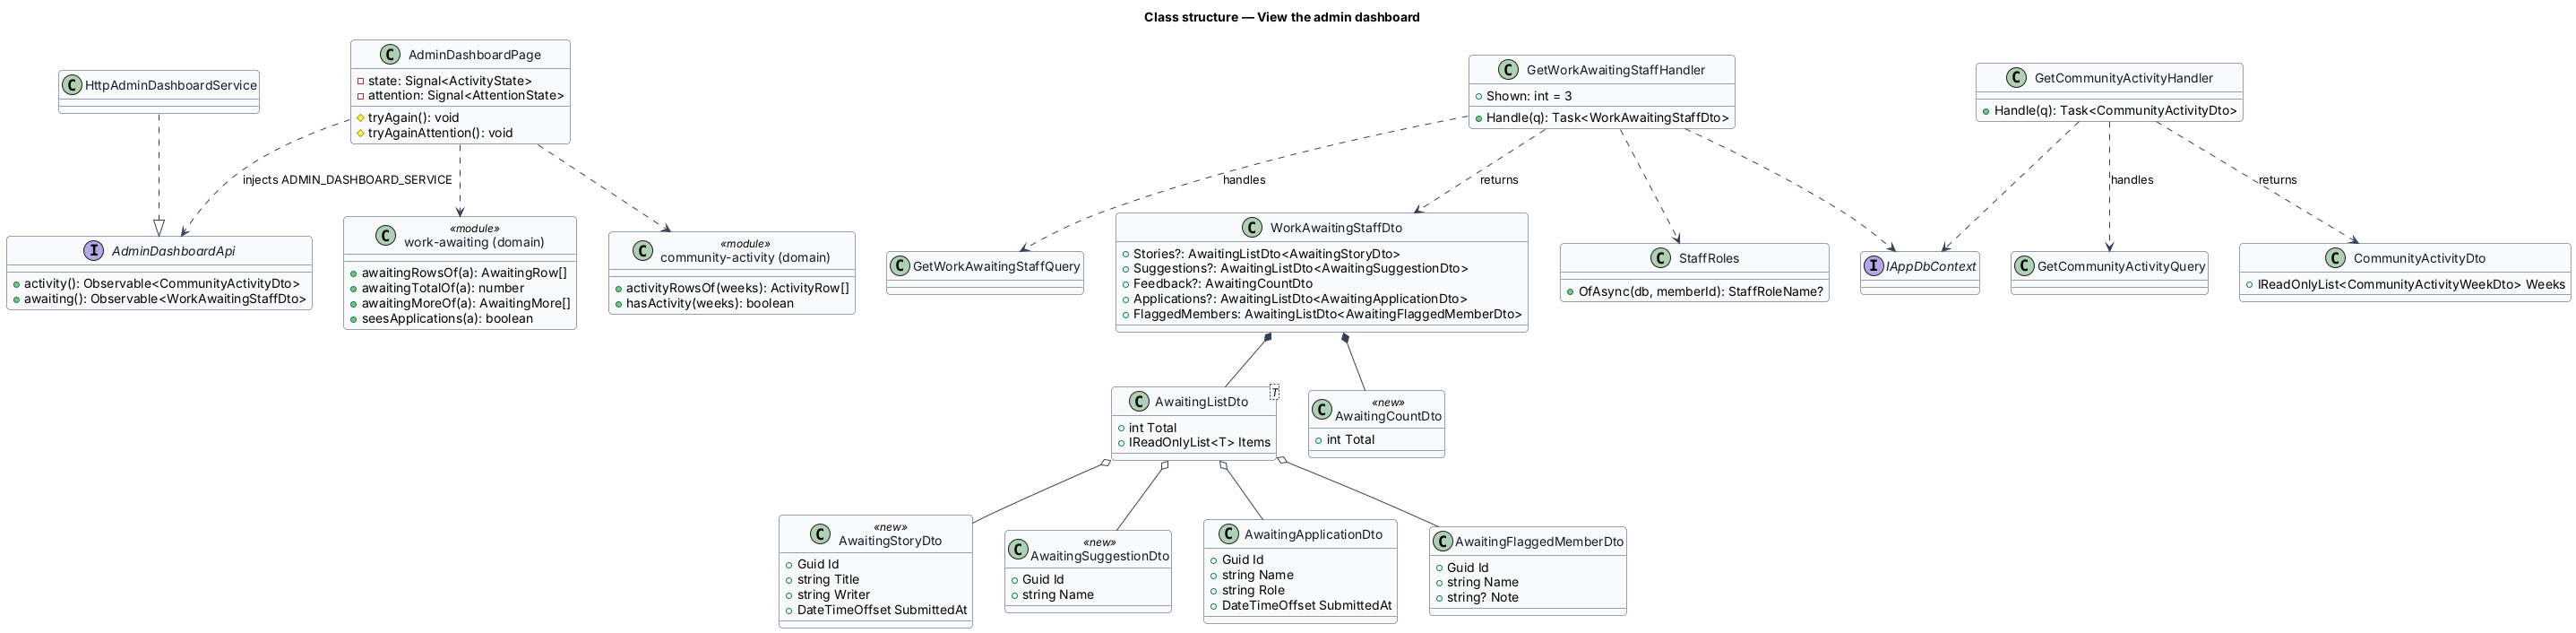 Class structure — View the admin dashboard
HttpAdminDashboardService
AdminDashboardPage
state: Signal<ActivityState>
attention: Signal<AttentionState>
tryAgain(): void
tryAgainAttention(): void
GetWorkAwaitingStaffHandler
Shown: int = 3
Handle(q): Task<WorkAwaitingStaffDto>
GetCommunityActivityHandler
Handle(q): Task<CommunityActivityDto>
injects ADMIN_DASHBOARD_SERVICE
handles
returns
handles
returns
AdminDashboardApi
activity(): Observable<CommunityActivityDto>
awaiting(): Observable<WorkAwaitingStaffDto>
«module»
work-awaiting (domain)
awaitingRowsOf(a): AwaitingRow[]
awaitingTotalOf(a): number
awaitingMoreOf(a): AwaitingMore[]
seesApplications(a): boolean
«module»
community-activity (domain)
activityRowsOf(weeks): ActivityRow[]
hasActivity(weeks): boolean
GetWorkAwaitingStaffQuery
WorkAwaitingStaffDto
Stories?: AwaitingListDto<AwaitingStoryDto>
Suggestions?: AwaitingListDto<AwaitingSuggestionDto>
Feedback?: AwaitingCountDto
Applications?: AwaitingListDto<AwaitingApplicationDto>
FlaggedMembers: AwaitingListDto<AwaitingFlaggedMemberDto>
StaffRoles
OfAsync(db, memberId): StaffRoleName?
IAppDbContext
GetCommunityActivityQuery
CommunityActivityDto
IReadOnlyList<CommunityActivityWeekDto> Weeks
AwaitingListDto
T
int Total
IReadOnlyList<T> Items
«new»
AwaitingCountDto
int Total
«new»
AwaitingStoryDto
Guid Id
string Title
string Writer
DateTimeOffset SubmittedAt
«new»
AwaitingSuggestionDto
Guid Id
string Name
AwaitingApplicationDto
Guid Id
string Name
string Role
DateTimeOffset SubmittedAt
AwaitingFlaggedMemberDto
Guid Id
string Name
string? Note